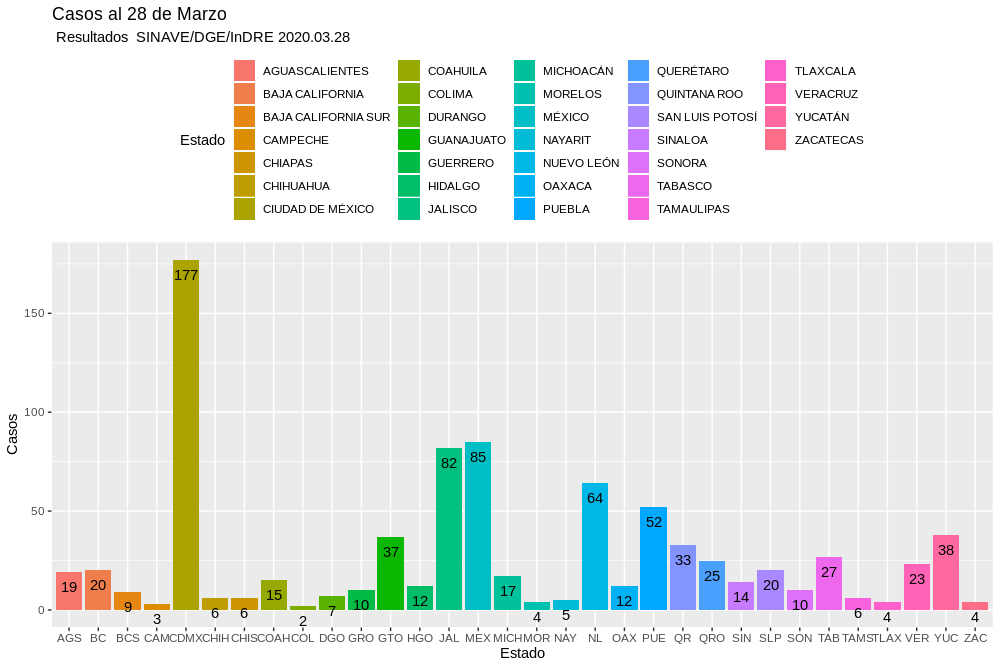 Casos al 28 de Marzo
Resultados  SINAVE/DGE/InDRE 2020.03.28
Estado
AGUASCALIENTES
BAJA CALIFORNIA
BAJA CALIFORNIA SUR
CAMPECHE
CHIAPAS
CHIHUAHUA
CIUDAD DE MÉXICO
COAHUILA
COLIMA
DURANGO
GUANAJUATO
GUERRERO
HIDALGO
JALISCO
MICHOACÁN
MORELOS
MÉXICO
NAYARIT
NUEVO LEÓN
OAXACA
PUEBLA
QUERÉTARO
QUINTANA ROO
SAN LUIS POTOSÍ
SINALOA
SONORA
TABASCO
TAMAULIPAS
TLAXCALA
VERACRUZ
YUCATÁN
ZACATECAS
Casos
150
100
50
0
19 20 9 3 177 6 6 15 2 7 10 37 12 82 85 17 4 5 64 12 52 33 25 14 20 10 27 6 4 23 38 4
AGS BC BCS CAM CDMX CHIH CHIS COAH COL DGO GRO GTO HGO JAL MEX MICH MOR NAY NL OAX PUE QR QRO SIN SLP SON TAB TAMS TLAX VER YUC ZAC
Estado